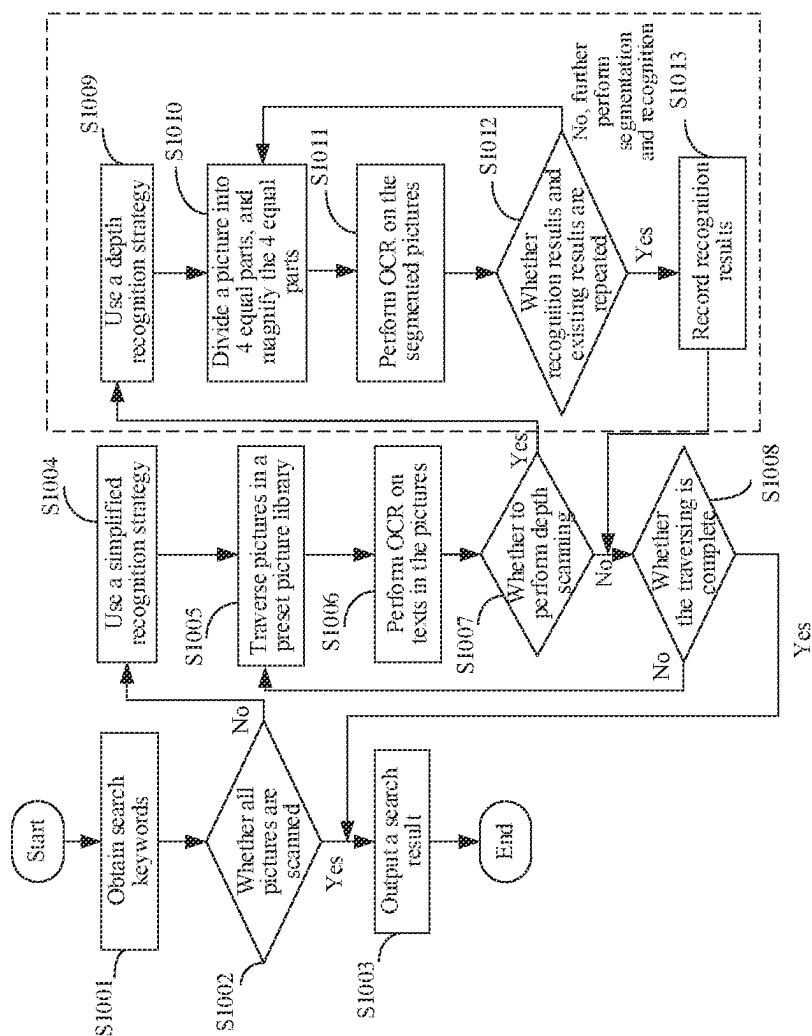 Start
S1001
Obtain search
keywords
S1002
Whether all
pictures are
scanned
No
Yes
S1003
Output a search
result
End
S1004
Use a simplified
recognition strategy
S1005
Traverse pictures in a
preset picture library
S1006
Perform OCR on
texts in the pictures
S1007
Whether to
perform depth
scanning
Yes
No
S1008
Whether
the traversing is
complete
No
Yes
S1009
Use a depth
recognition strategy
S1010
Divide a picture into
4 equal parts, and
magnify the 4 equal
parts
S1011
Perform OCR on the
segmented pictures
S1012
Whether
recognition results and
existing results are
repeated
No, further
perform
segmentation
and recognition
Yes
S1013
Record recognition
results